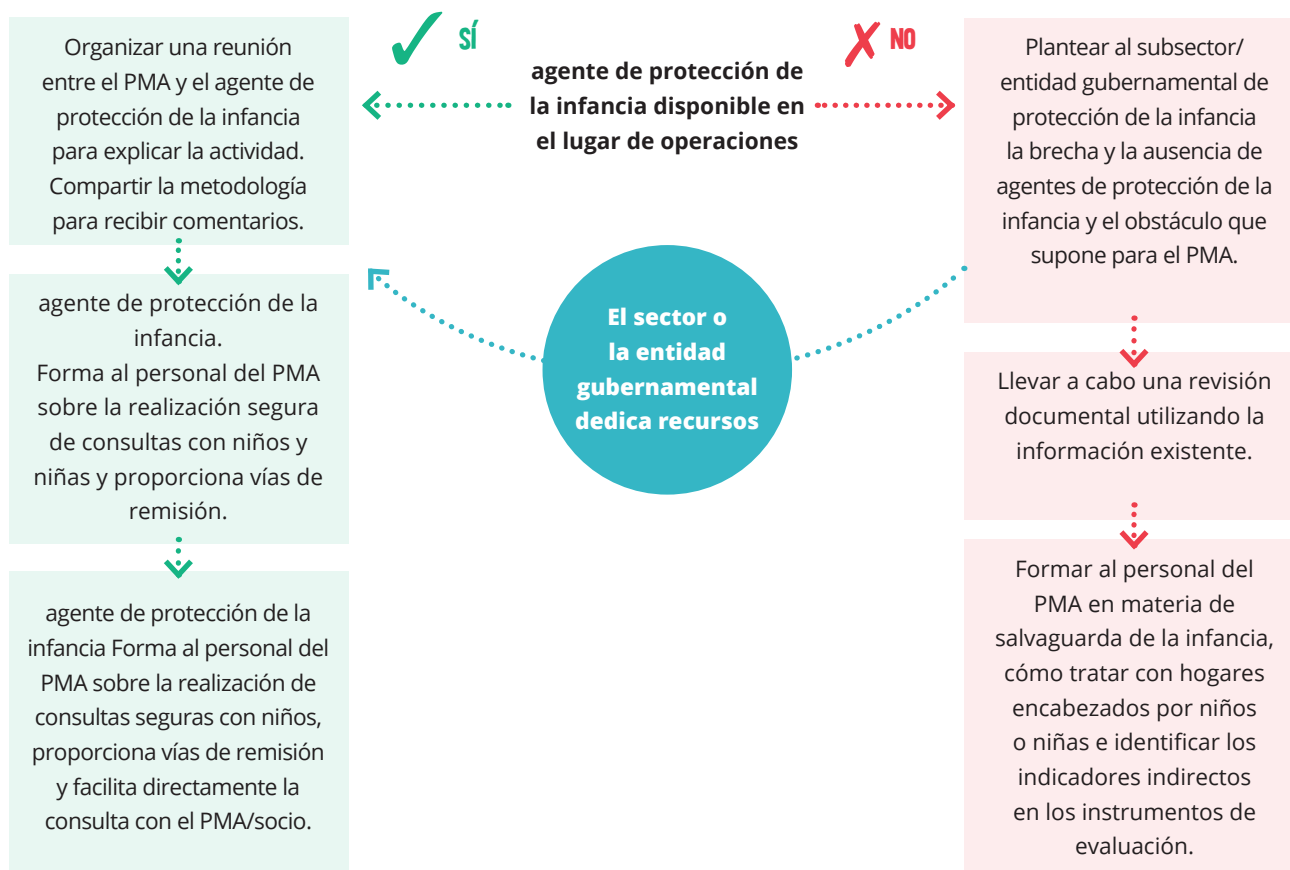 Organizar una reunión
entre el PMA y el agente de
protección de la infancia
para explicar la actividad.
Compartir la metodología
para recibir comentarios.
SÍ
agente de protección de
la infancia disponible en
el lugar de operaciones
NO
Plantear al subsector/
entidad gubernamental de
protección de la infancia
la brecha y la ausencia de
agentes de protección de la
infancia y el obstáculo que
supone para el PMA.
agente de protección de la
infancia.
Forma al personal del PMA
sobre la realización segura
de consultas con niños y
niñas y proporciona vías de
remisión.
El sector o
la entidad
gubernamental
dedica recursos
Llevar a cabo una revisión
documental utilizando la
información existente.
agente de protección de la
infancia Forma al personal del
PMA sobre la realización de
consultas seguras con niños,
proporciona vías de remisión
y facilita directamente la
consulta con el PMA/socio.
Formar al personal del
PMA en materia de
salvaguarda de la infancia,
cómo tratar con hogares
encabezados por niños
o niñas e identificar los
indicadores indirectos
en los instrumentos de
evaluación.